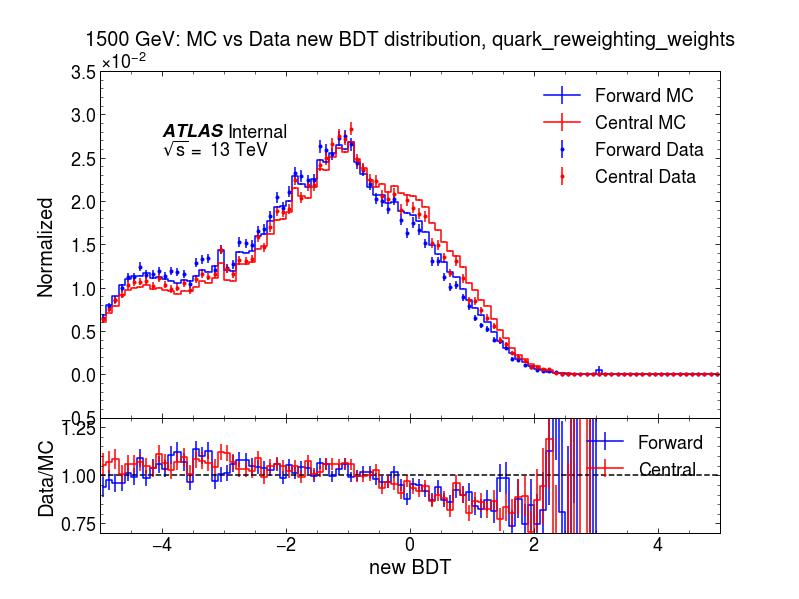 1500 GeV: MC vs Data new BDT distribution, quark_reweighting_weights
×10⁻²
3.5
3.0
2.5
2.0
1.5
1.0
0.5
0.0
0.5
Normalized
ATLAS Internal
√s = 13 TeV
Forward MC
Central MC
Forward Data
Central Data
1.25
1.00
0.75
Data/MC
Forward
Central
−4 −2 0 2 4
new BDT